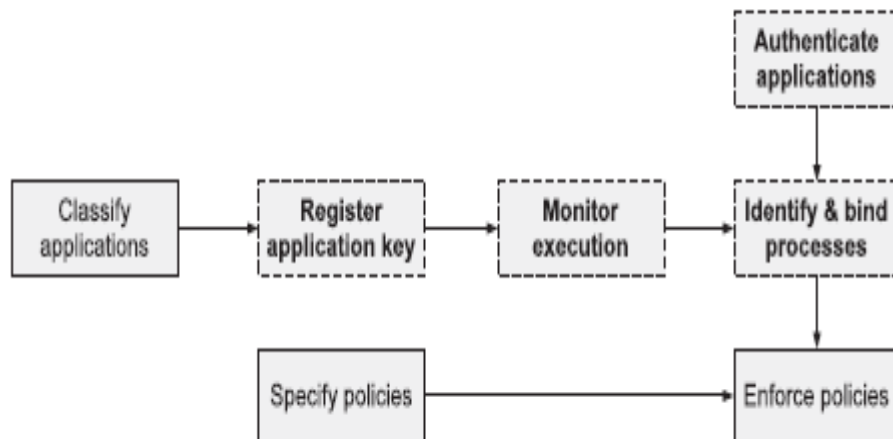 Authenticate
applications
Classify
applications
Register
application key
Monitor
execution
Identify & bind
processes
Specify policies
Enforce policies